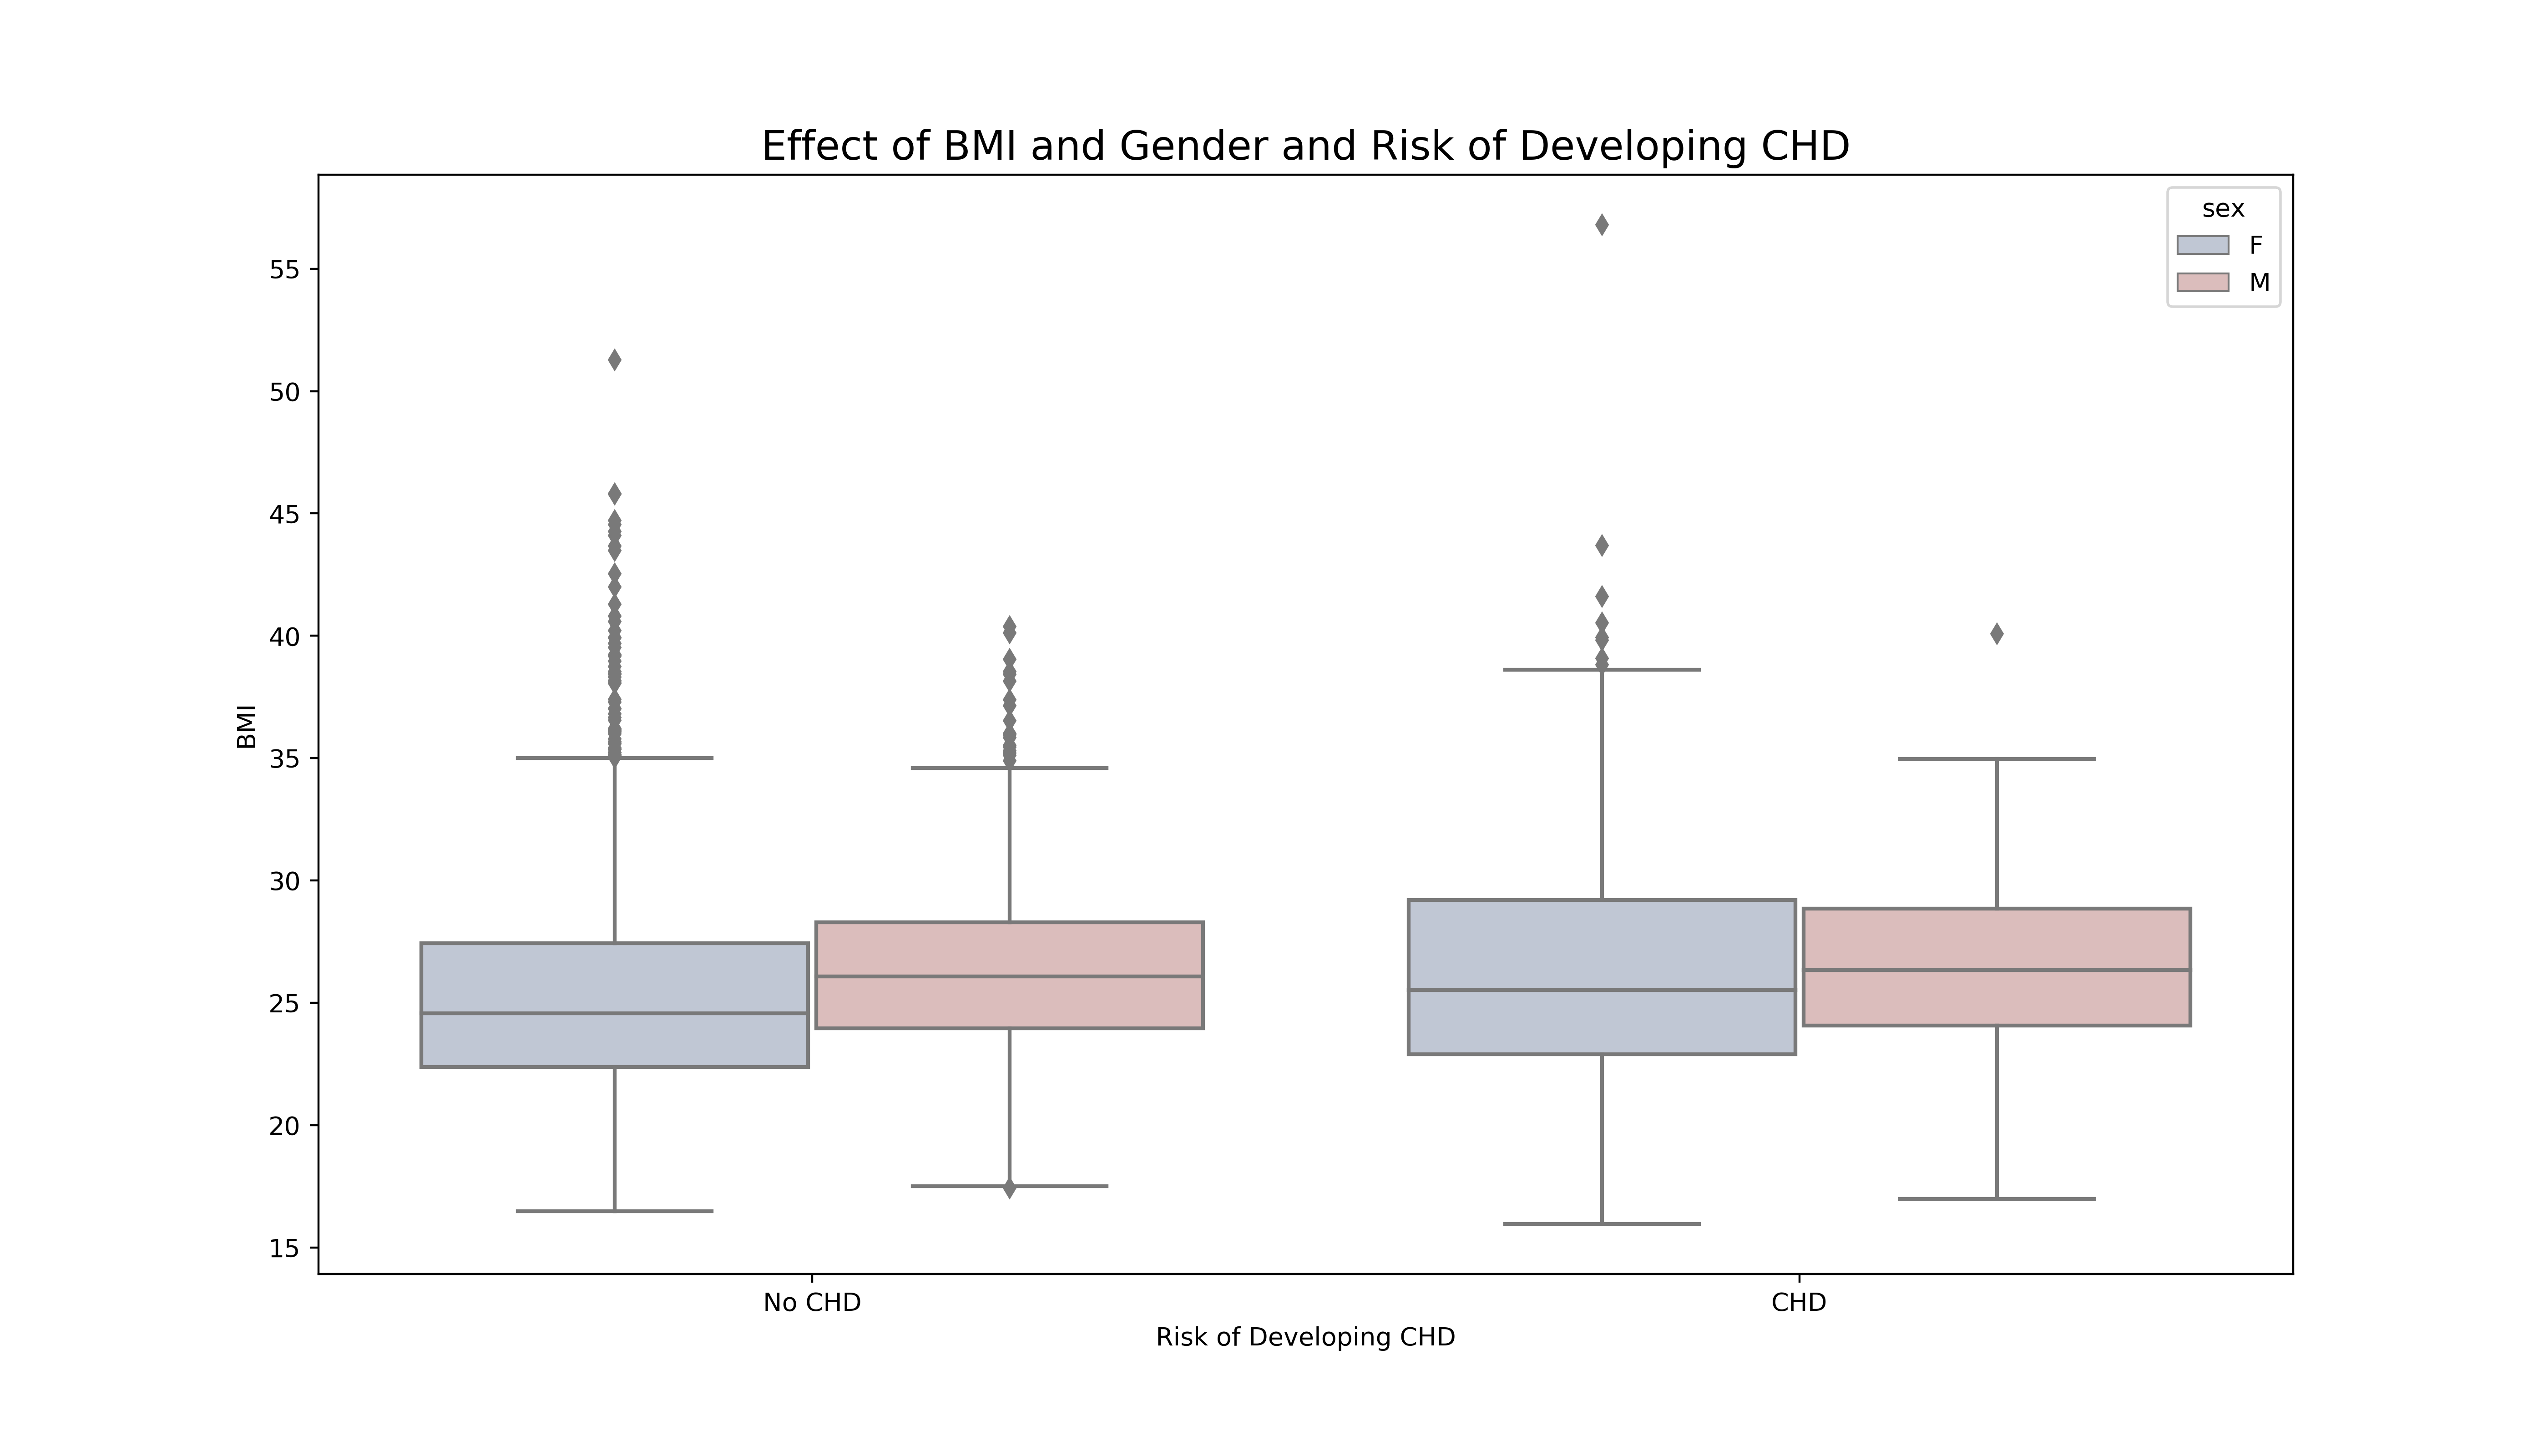 Effect of BMI and Gender and Risk of Developing CHD
sex
F
M
55
50
45
40
35
30
25
20
15
BMI
No CHD
CHD
Risk of Developing CHD